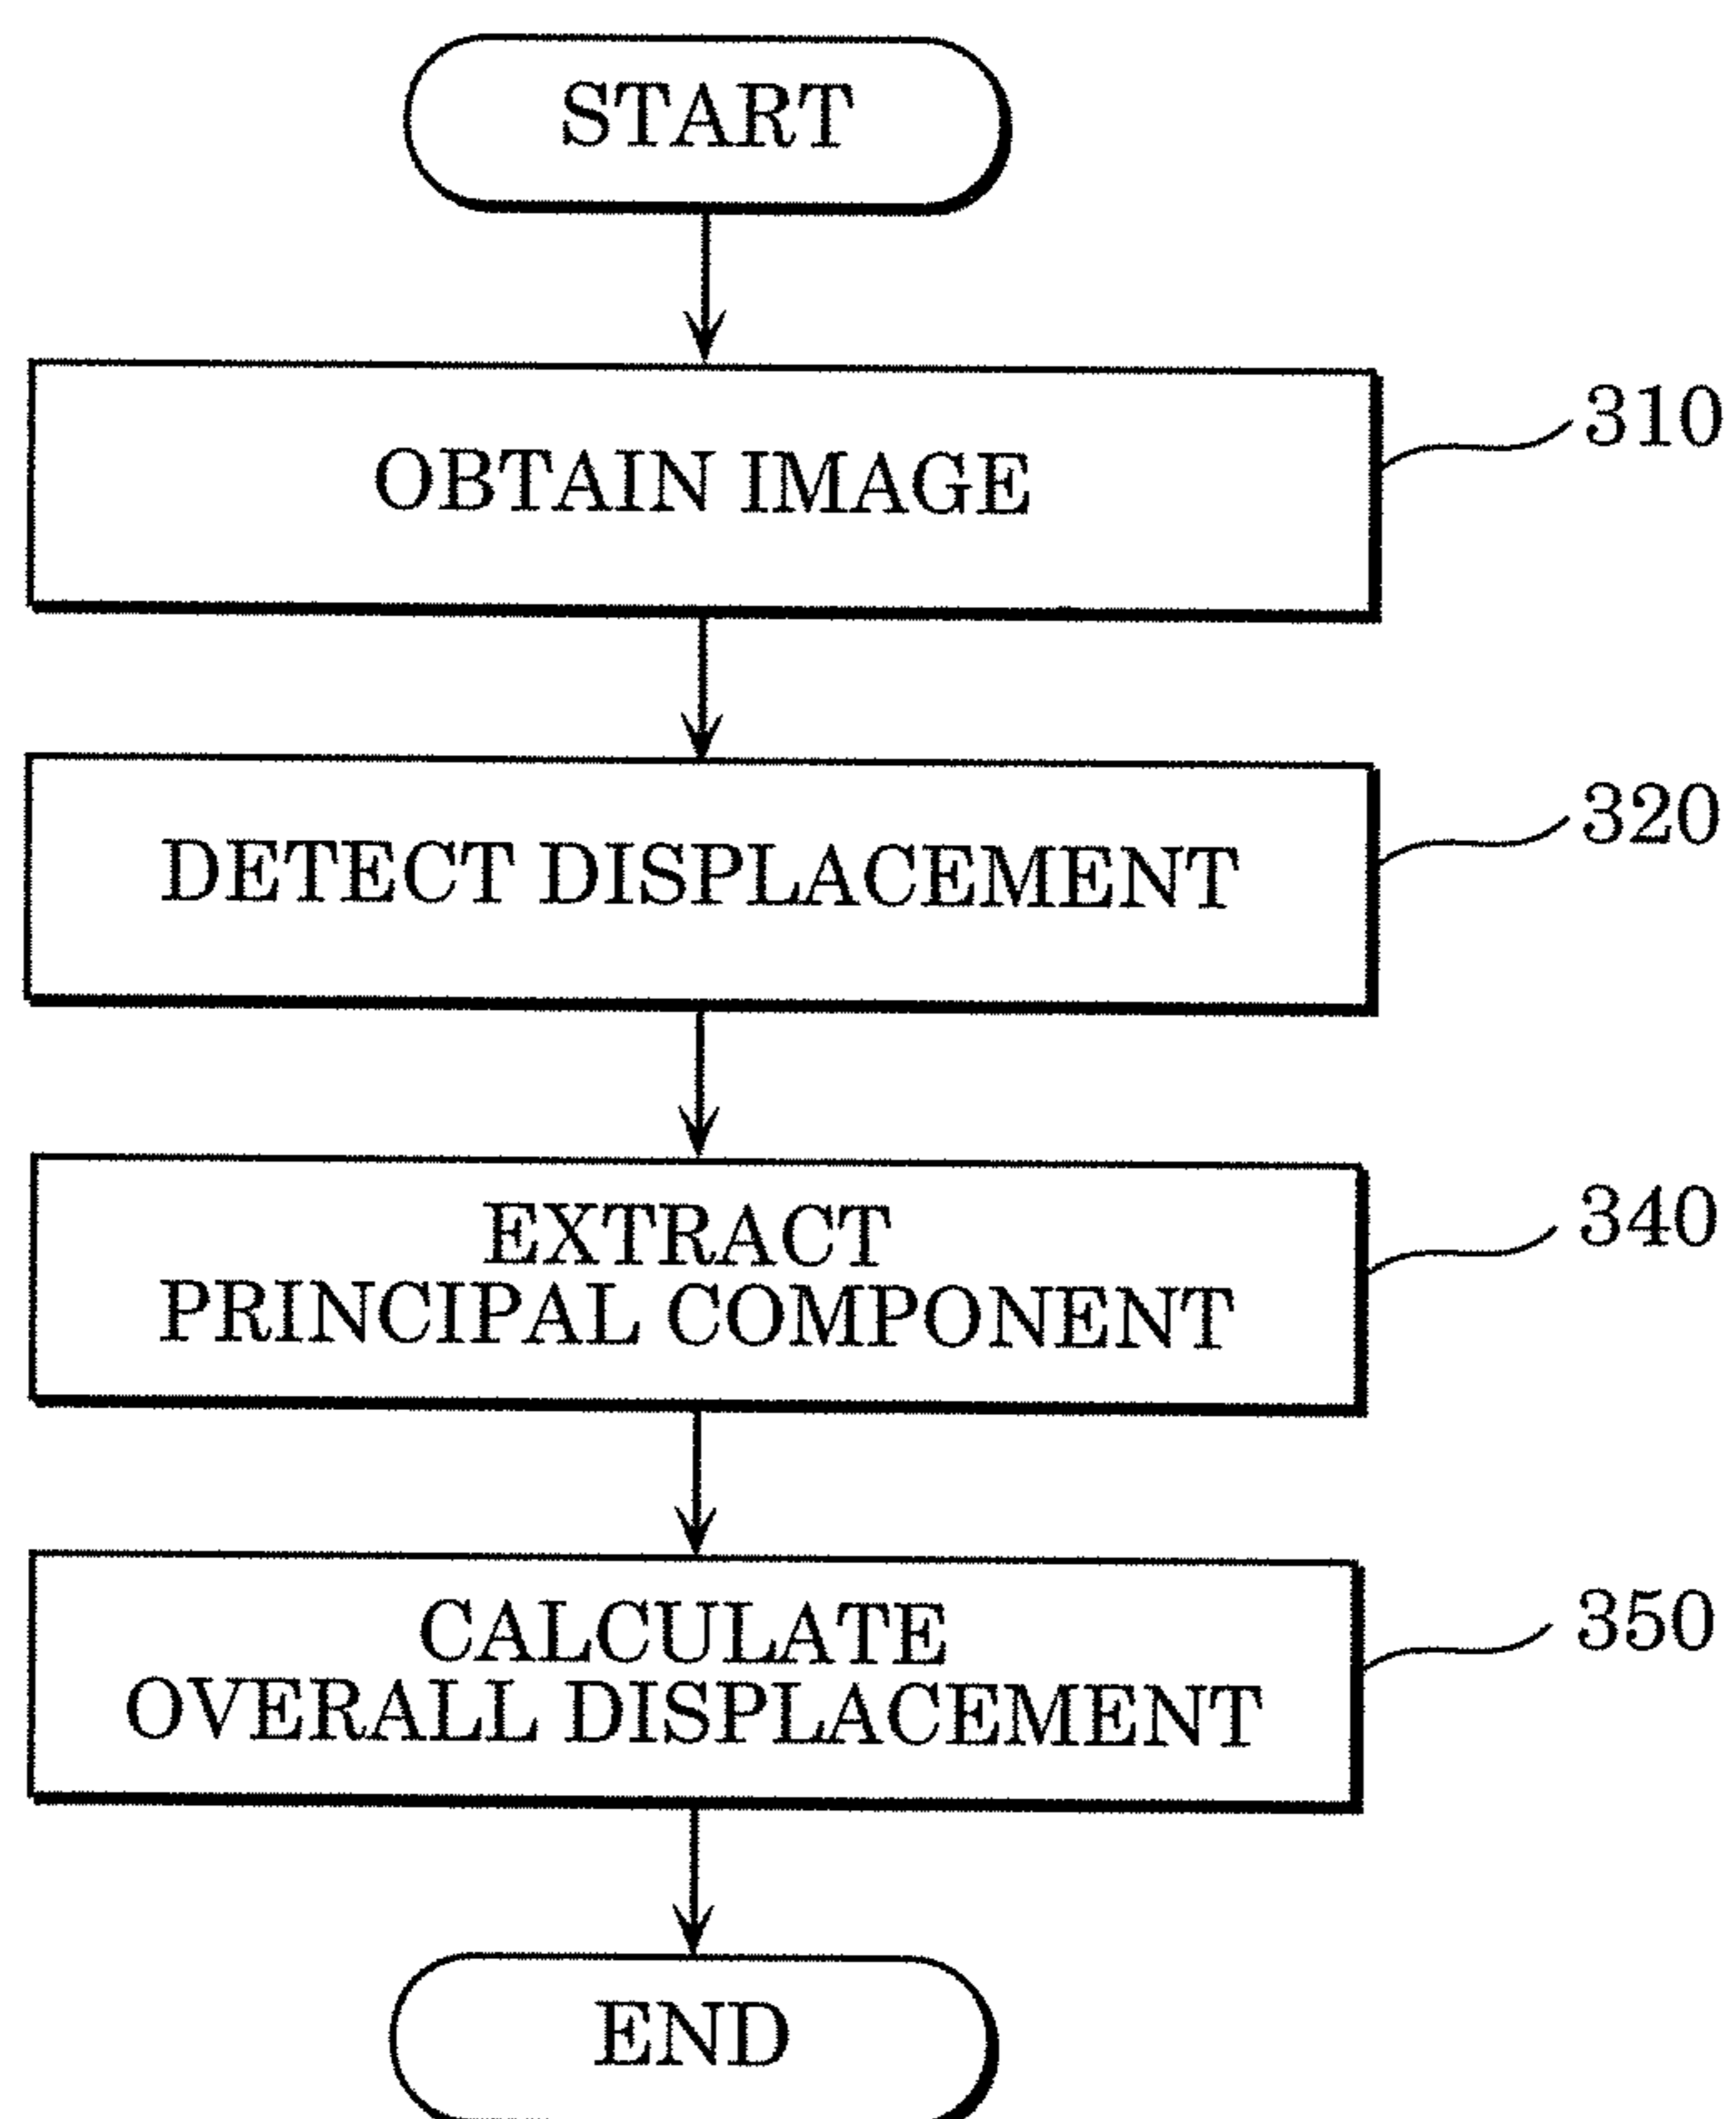 START
OBTAIN IMAGE
310
DETECT DISPLACEMENT
320
EXTRACT
PRINCIPAL COMPONENT
340
CALCULATE
OVERALL DISPLACEMENT
350
END